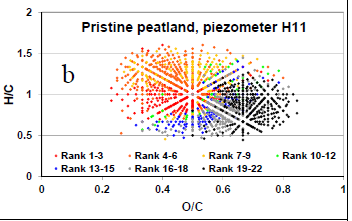 Pristine peatland, piezometer H11
b
H/C
2
1.5
1
0.5
0
Rank 1-3 Rank 4-6 Rank 7-9 Rank 10-12
Rank 13-15 Rank 16-18 Rank 19-22
0 0.2 0.4 0.6 0.8 1
O/C